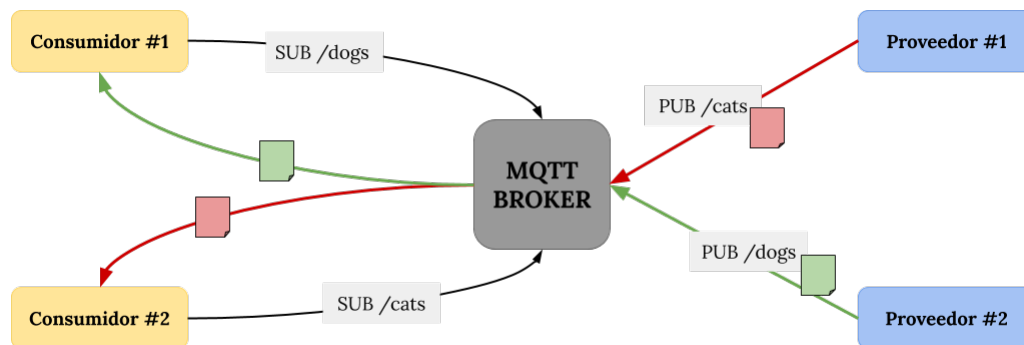 Consumidor #1
SUB /dogs
Proveedor #1
PUB /cats
MQTT
BROKER
PUB /dogs
SUB /cats
Consumidor #2
Proveedor #2